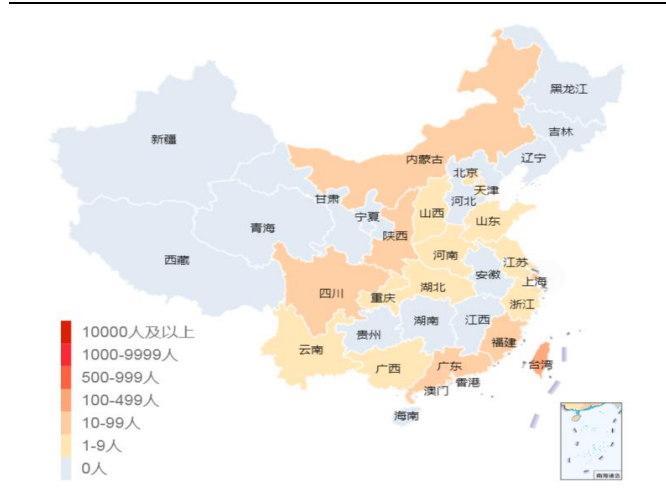 黑龙江
吉林
新疆
辽宁
内蒙古
北京
天津
甘肃
河北
宁夏
山西
山东
青海
陕西
河南
西藏
江苏
安徽
上海
四川
湖北
重庆
浙江
湖南
江西
贵州
福建
云南
台湾
广西
广东
香港
澳门
海南
10000人及以上
1000-9999人
500-999人
100-499人
10-99人
1-9人
0人
南海诸岛